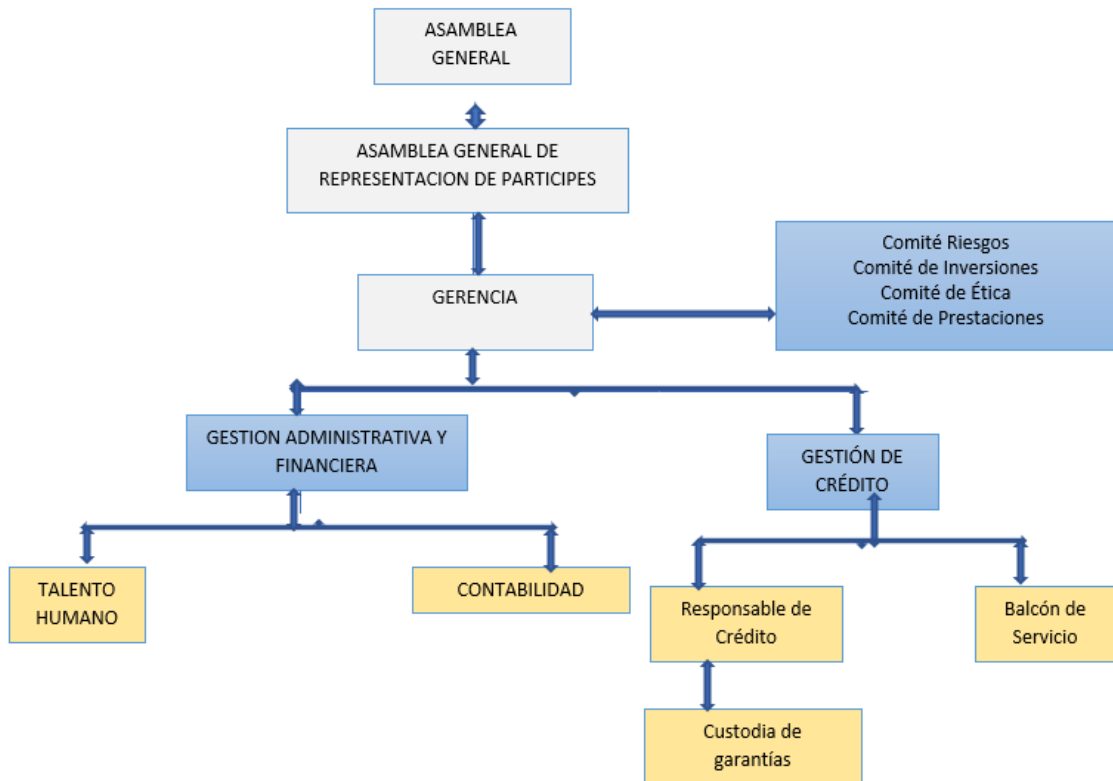 ASAMBLEA
GENERAL
ASAMBLEA GENERAL DE
REPRESENTACION DE PARTICIPES
GERENCIA
Comité Riesgos
Comité de Inversiones
Comité de Ética
Comité de Prestaciones
GESTION ADMINISTRATIVA Y
FINANCIERA
GESTIÓN DE
CRÉDITO
TALENTO
HUMANO
CONTABILIDAD
Responsable de
Crédito
Balcón de
Servicio
Custodia de
garantías